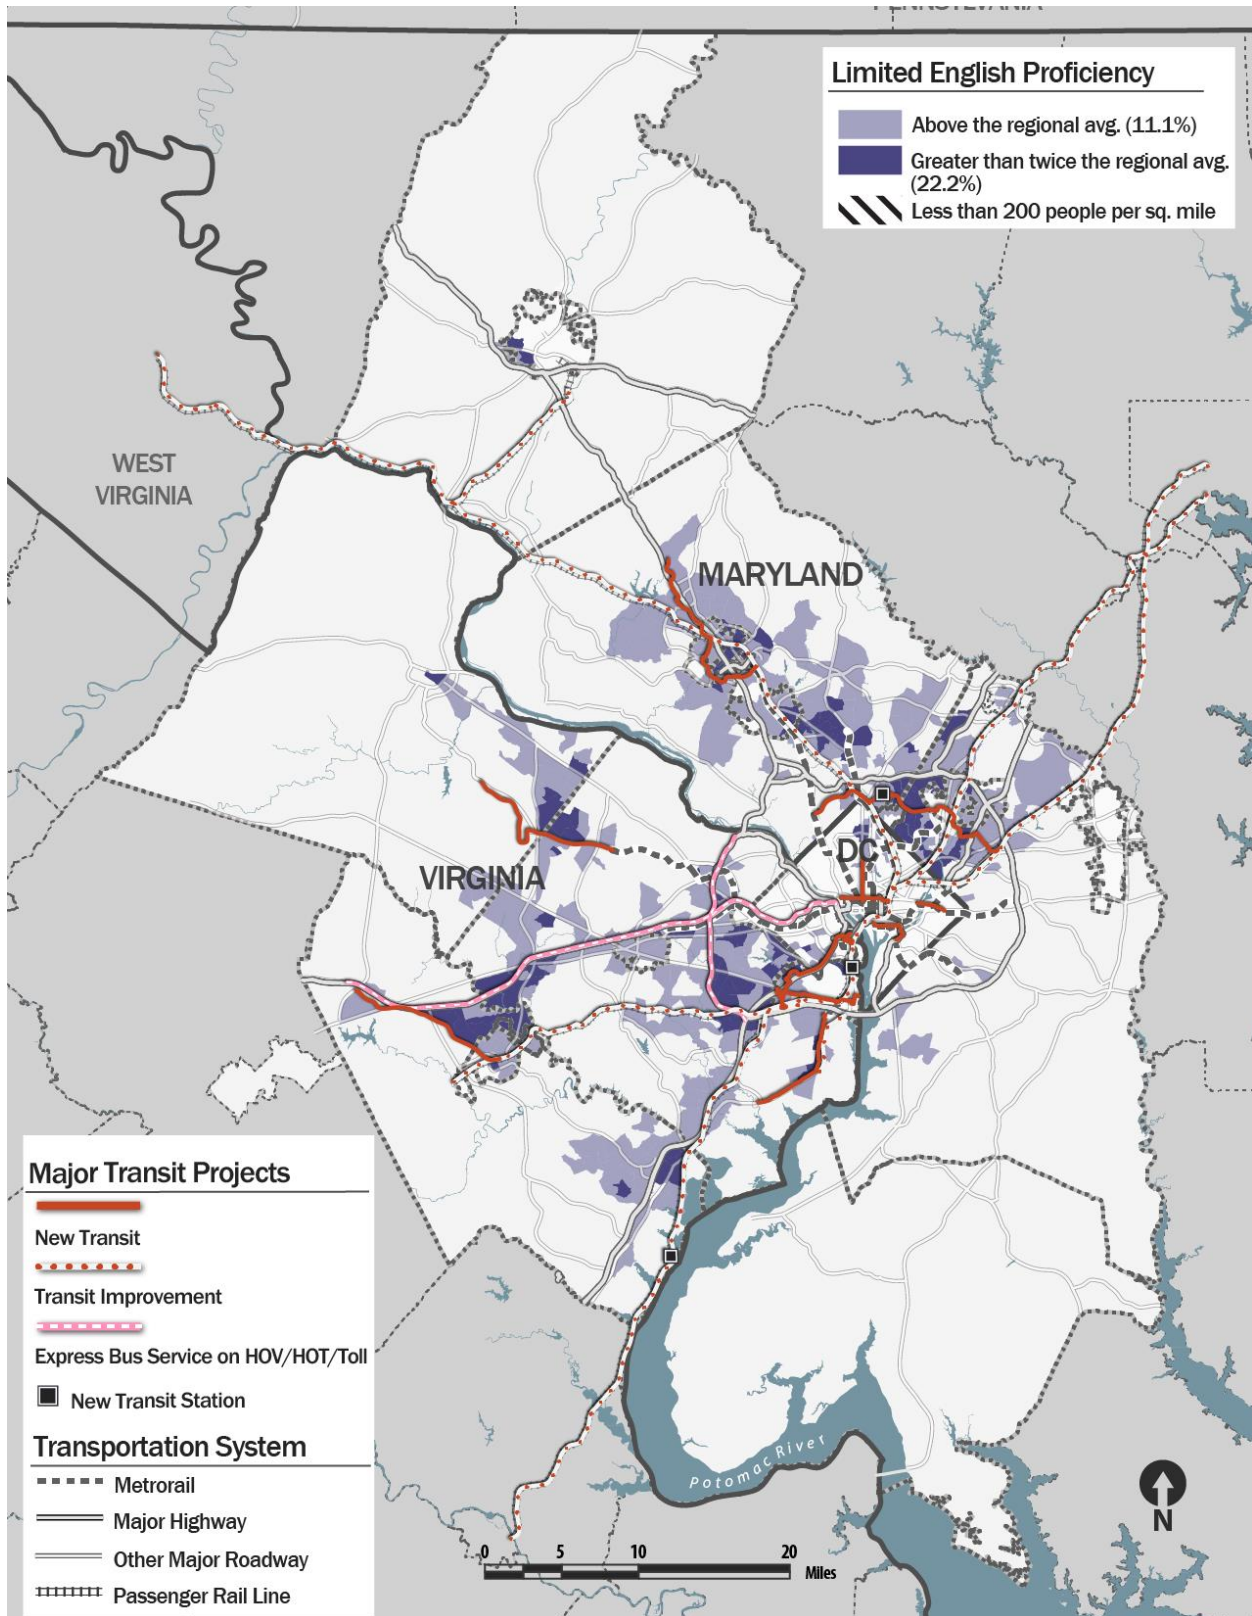 PENNSYLVANIA
Limited English Proficiency
Above the regional avg. (11.1%)
Greater than twice the regional avg.
(22.2%)
Less than 200 people per sq. mile
WEST
VIRGINIA
MARYLAND
DC
VIRGINIA
Major Transit Projects
New Transit
Transit Improvement
Express Bus Service on HOV/HOT/Toll
New Transit Station
Transportation System
Metrorail
Major Highway
Other Major Roadway
Passenger Rail Line
Potomac River
N
0 5 10 20
Miles